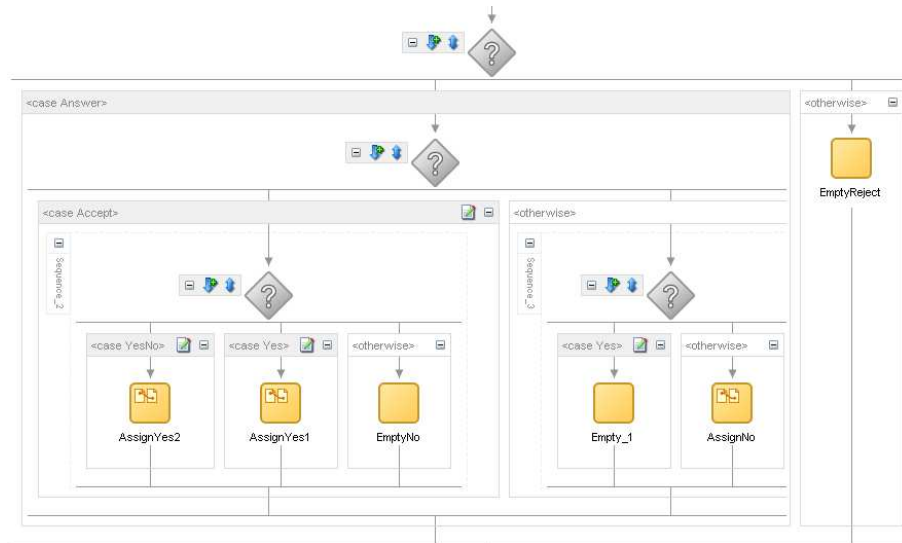 ?
<case Answer>
<otherwise>
?
EmptyReject
<case Accept>
<otherwise>
Sequence_2
Sequence_3
?
?
<case YesNo>
<case Yes>
<otherwise>
<case Yes>
<otherwise>
AssignYes2
AssignYes1
EmptyNo
Empty_1
AssignNo